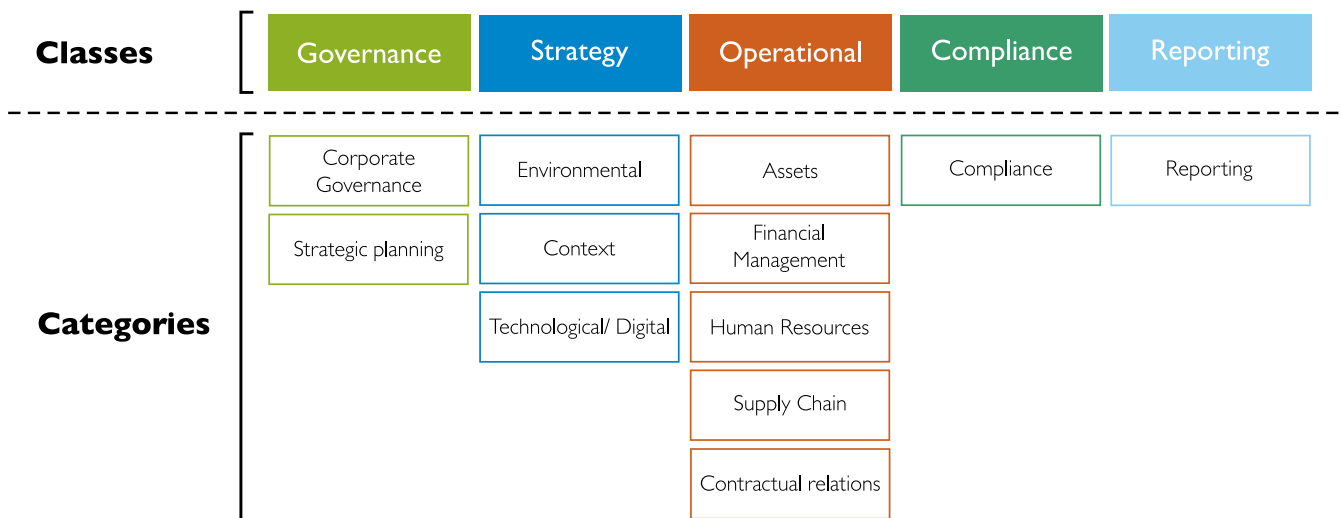 Classes
Governance
Strategy
Operational
Compliance
Reporting
Categories
Corporate
Governance
Strategic planning
Environmental
Context
Technological/ Digital
Assets
Financial
Management
Human Resources
Supply Chain
Contractual relations
Compliance
Reporting